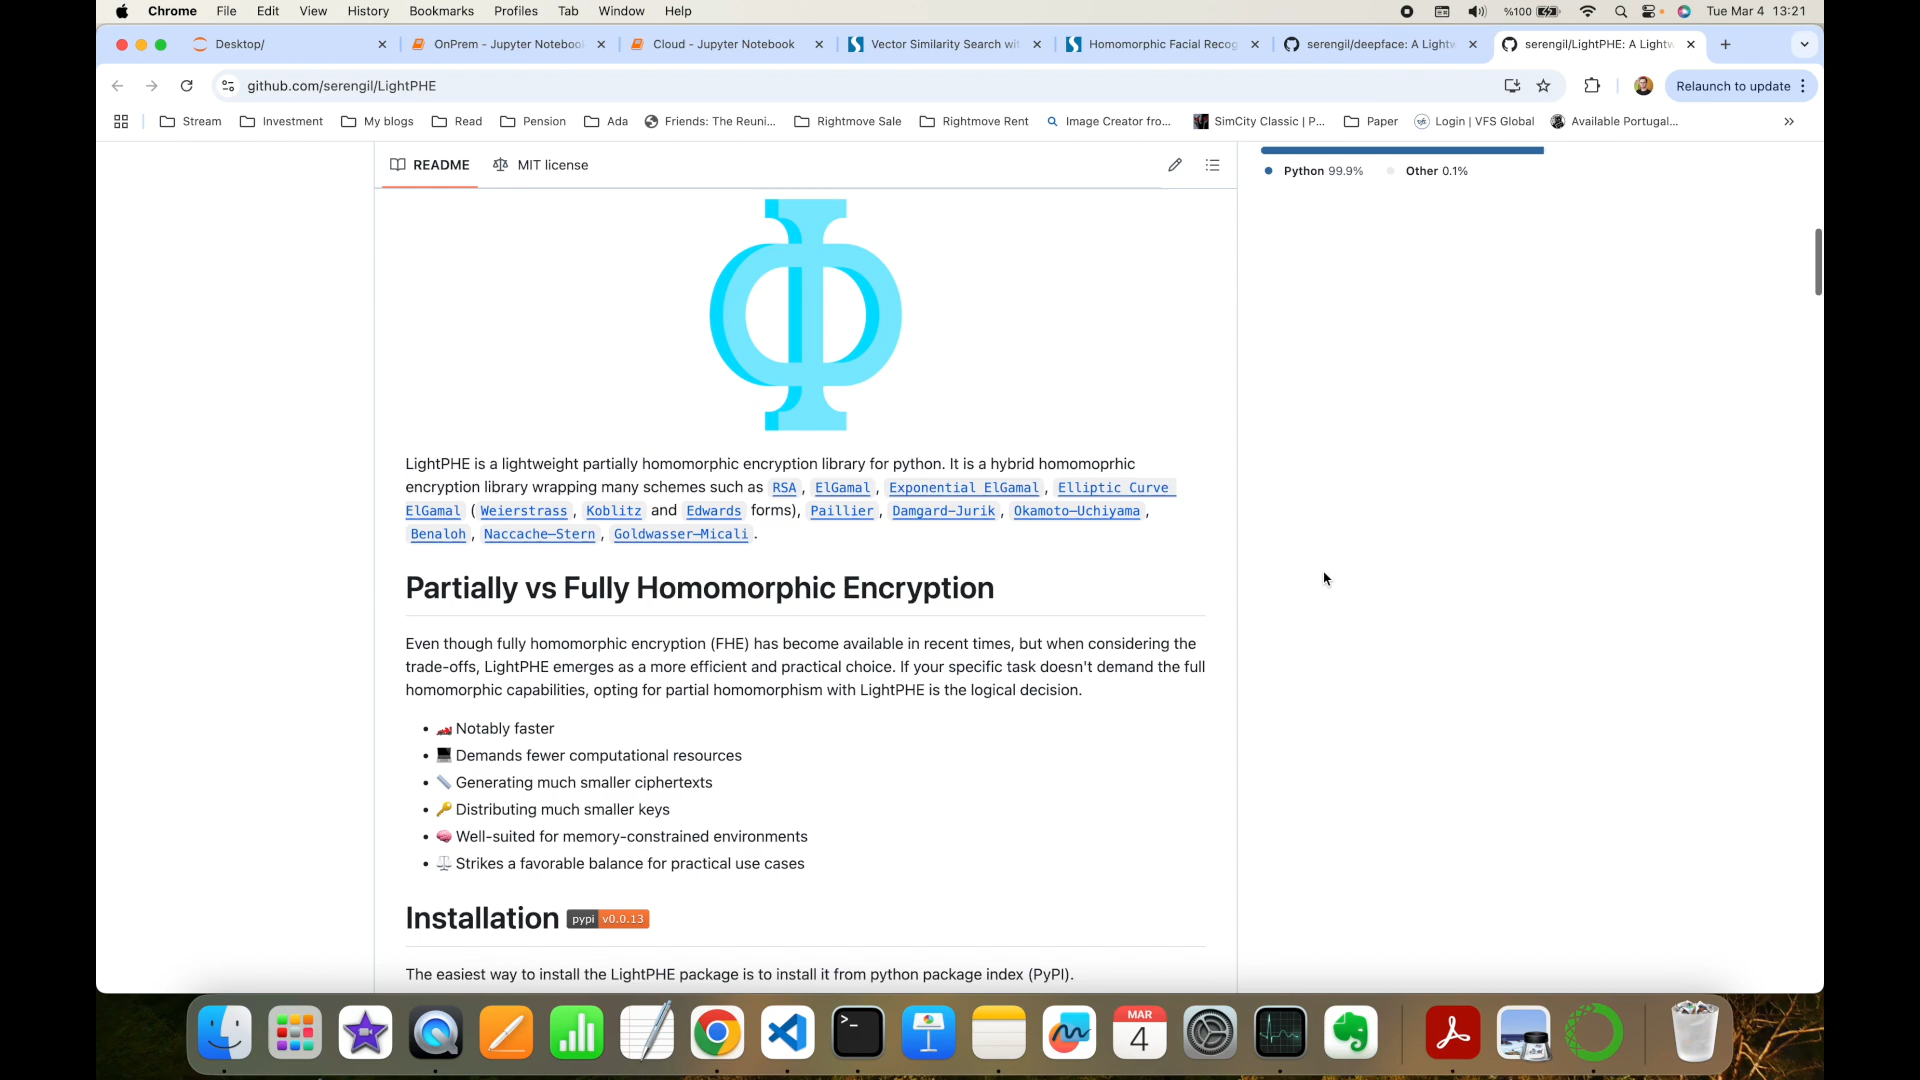 Chrome File Edit View History Bookmarks Profiles Tab Window Help %100 Tue Mar 4 13:21
Desktop/ OnPrem - Jupyter Noteboo Cloud - Jupyter Notebook Vector Similarity Search wit Homomorphic Facial Recog serengil/deepface: A Lightw serengil/LightPHE: A Lightw
github.com/serengil/LightPHE Relaunch to update
Stream Investment My blogs Read Pension Ada Friends: The Reuni... Rightmove Sale Rightmove Rent Image Creator fro... SimCity Classic | P... Paper Login | VFS Global Available Portugal...
README MIT license
Python 99.9% Other 0.1%
LightPHE is a lightweight partially homomorphic encryption library for python. It is a hybrid homomoprhic
encryption library wrapping many schemes such as RSA, ElGamal, Exponential ElGamal, Elliptic Curve
ElGamal ( Weierstrass, Koblitz and Edwards forms), Paillier, Damgard–Jurik, Okamoto–Uchiyama,
Benaloh, Naccache–Stern, Goldwasser–Micali.
Partially vs Fully Homomorphic Encryption
Even though fully homomorphic encryption (FHE) has become available in recent times, but when considering the
trade-offs, LightPHE emerges as a more efficient and practical choice. If your specific task doesn't demand the full
homomorphic capabilities, opting for partial homomorphism with LightPHE is the logical decision.
• 🏎️ Notably faster
• 💻 Demands fewer computational resources
• 📏 Generating much smaller ciphertexts
• 🔑 Distributing much smaller keys
• 🧠 Well-suited for memory-constrained environments
• ⚖️ Strikes a favorable balance for practical use cases
Installation pypi v0.0.13
The easiest way to install the LightPHE package is to install it from python package index (PyPI).
MAR
4